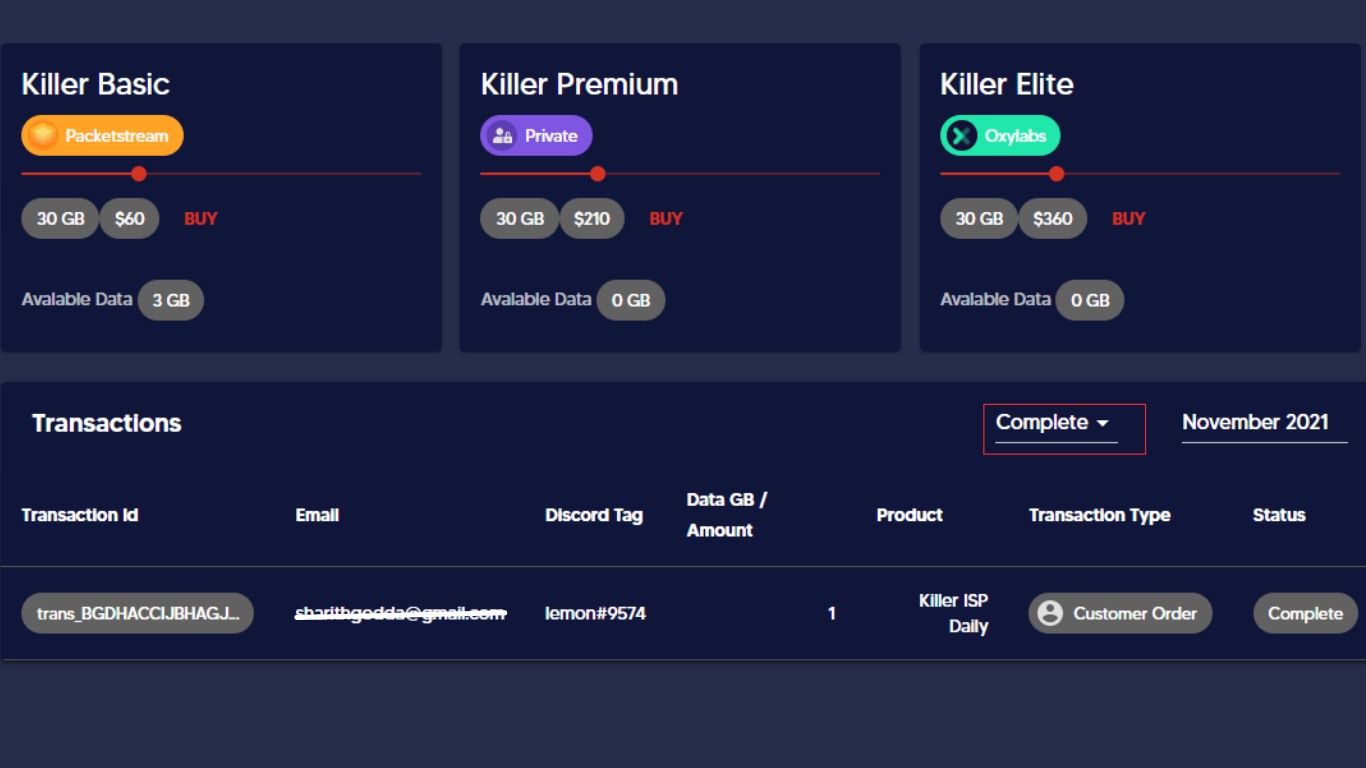 Killer Basic
Packetstream
30 GB $60 BUY
Avalable Data 3 GB
Killer Premium
Private
30 GB $210 BUY
Avalable Data 0 GB
Killer Elite
Oxylabs
30 GB $360 BUY
Avalable Data 0 GB
Transactions Complete November 2021
Transaction Id Email Discord Tag Data GB / Amount Product Transaction Type Status
trans_BGDHACCIJBHAGJ... lemon#9574 1 Killer ISP Daily Customer Order Complete